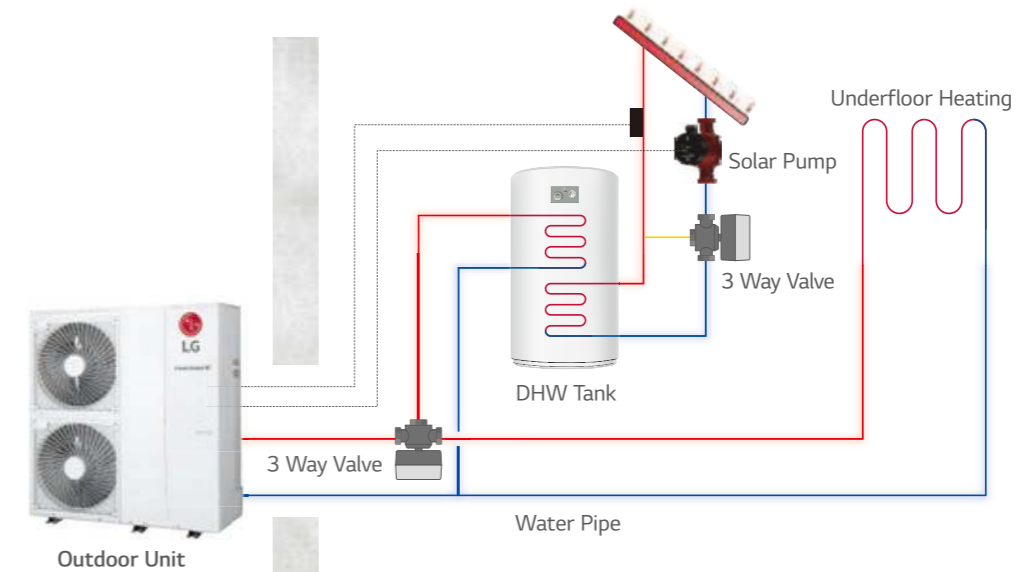 Underfloor Heating
Solar Pump
3 Way Valve
DHW Tank
LG
3 Way Valve
Water Pipe
Outdoor Unit